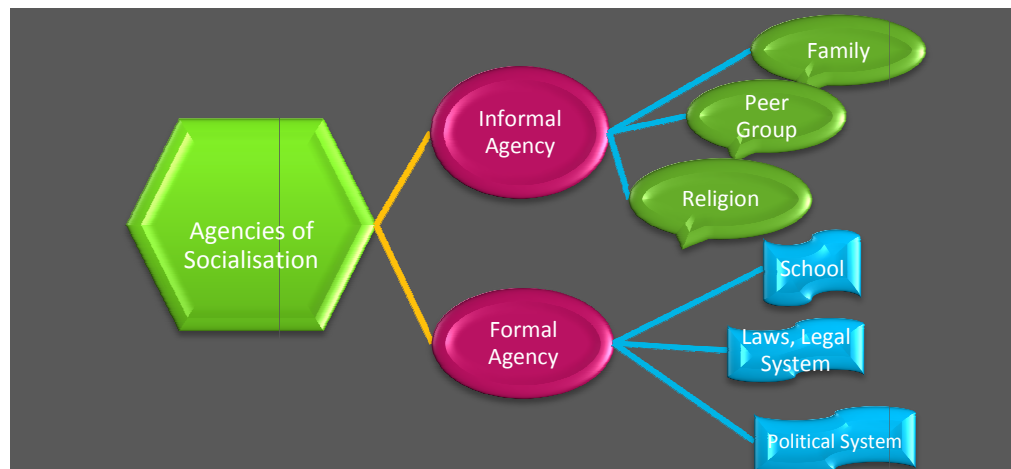 Agencies of
Socialisation
Informal
Agency
Family
Peer
Group
Religion
Formal
Agency
School
Laws, Legal
System
Political System